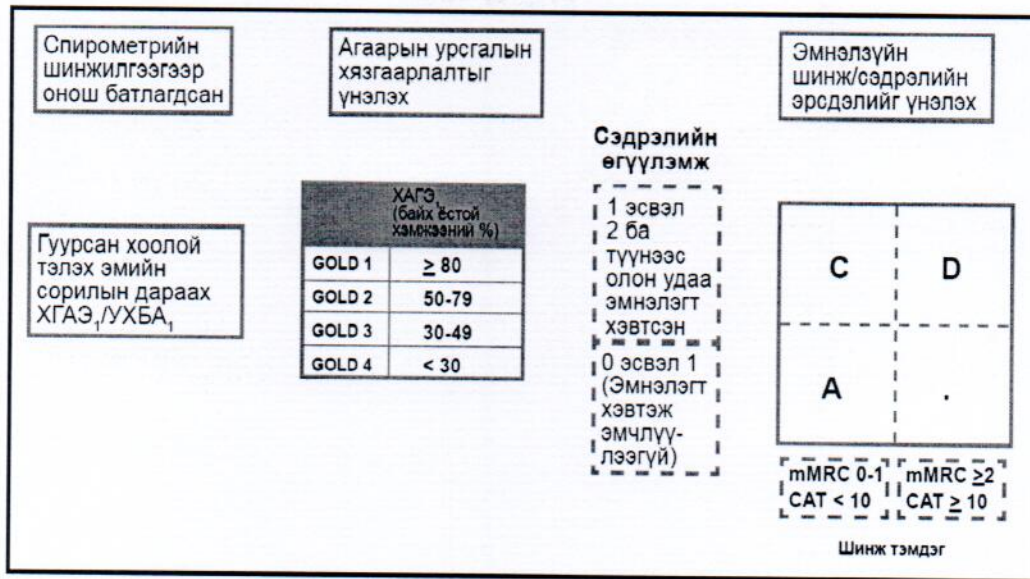 Спирометрийн
шинжилгээгээр
онош батлагдсан
Агаарын урсгалын
хязгаарлалтыг
үнэлэх
Эмнэлзүйн
шинж/сэдрэлийн
эрсдэлийг үнэлэх
Гуурсан хоолой
тэлэх эмийн
сорилын дараах
ХГАЭ₁/УХБА₁
ХАГЭ₁
(байх ёстой
хэмжээний %)
GOLD 1 ≥ 80
GOLD 2 50-79
GOLD 3 30-49
GOLD 4 < 30
Сэдрэлийн
өгүүлэмж
1 эсвэл
2 ба
түүнээс
олон удаа
эмнэлэгт
хэвтсэн
0 эсвэл 1
(Эмнэлэгт
хэвтэж
эмчлүү-
лээгүй)
C D
A .
mMRC 0-1 mMRC ≥2
CAT < 10 CAT ≥ 10
Шинж тэмдэг